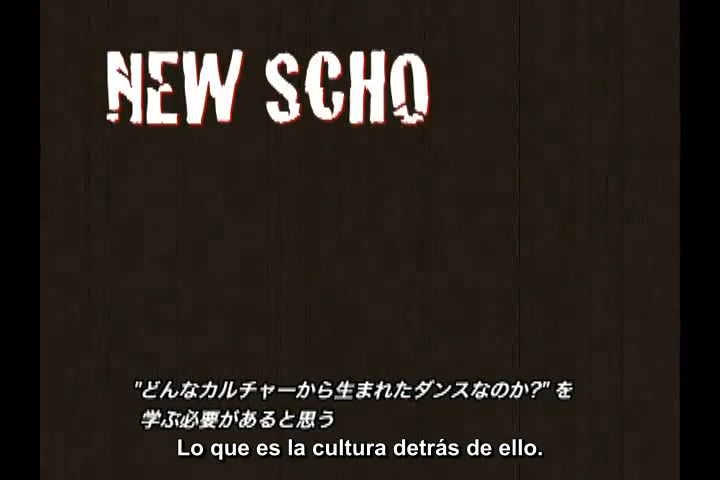 NEW SCHO
"どんなカルチャーから生まれたダンスなのか?" を
学ぶ必要があると思う
Lo que es la cultura detrás de ello.